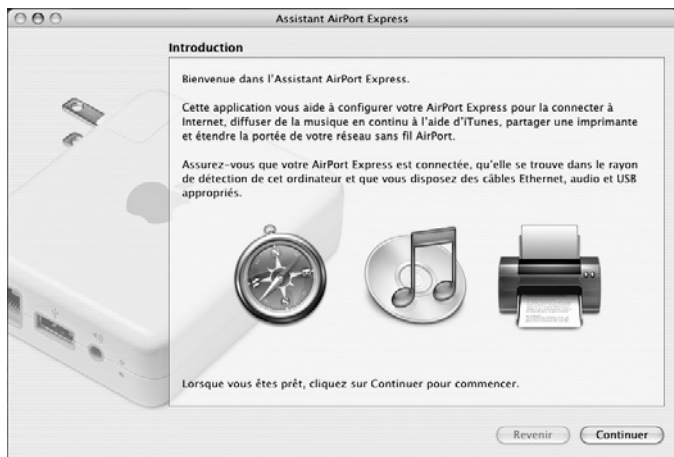 Assistant AirPort Express
Introduction
Bienvenue dans l'Assistant AirPort Express.
Cette application vous aide à configurer votre AirPort Express pour la connecter à
Internet, diffuser de la musique en continu à l'aide d'iTunes, partager une imprimante
et étendre la portée de votre réseau sans fil AirPort.
Assurez-vous que votre AirPort Express est connectée, qu'elle se trouve dans le rayon
de détection de cet ordinateur et que vous disposez des câbles Ethernet, audio et USB
appropriés.
Lorsque vous êtes prêt, cliquez sur Continuer pour commencer.
Revenir
Continuer